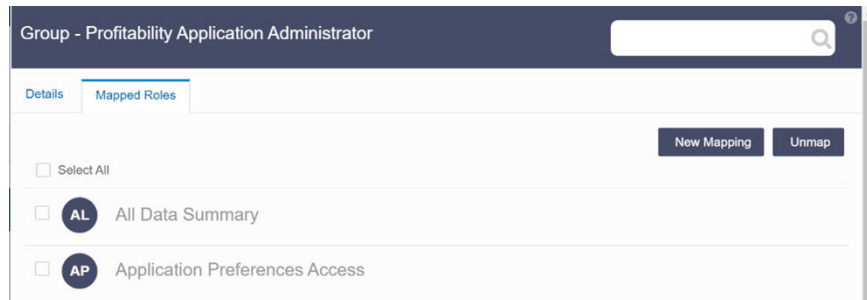 Group - Profitability Application Administrator
?
Details Mapped Roles
New Mapping Unmap
Select All
AL All Data Summary
AP Application Preferences Access